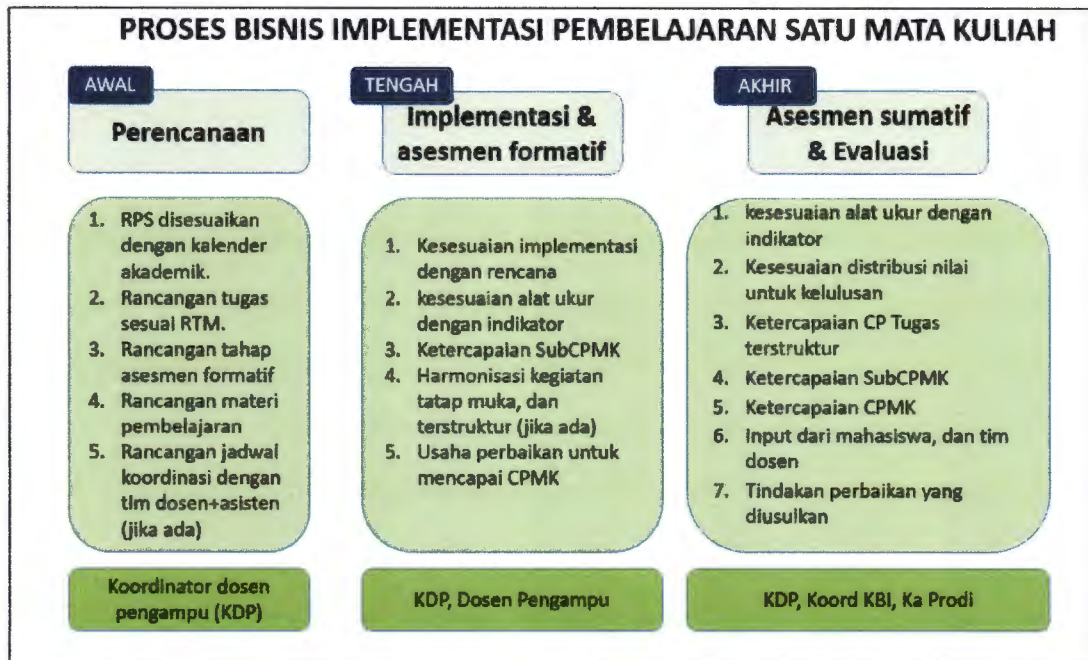 PROSES BISNIS IMPLEMENTASI PEMBELAJARAN SATU MATA KULIAH
AWAL
Perencanaan
1. RPS disesuaikan
dengan kalender
akademik.
2. Rancangan tugas
sesuai RTM.
3. Rancangan tahap
asesmen formatif
4. Rancangan materi
pembelajaran
5. Rancangan jadwal
koordinasi dengan
tim dosen+asisten
(jika ada)
Koordinator dosen
pengampu (KDP)
TENGAH
Implementasi &
asesmen formatif
1. Kesesuaian implementasi
dengan rencana
2. kesesuaian alat ukur
dengan indikator
3. Ketercapaian SubCPMK
4. Harmonisasi kegiatan
tatap muka, dan
terstruktur (jika ada)
5. Usaha perbaikan untuk
mencapai CPMK
KDP, Dosen Pengampu
AKHIR
Asesmen sumatif
& Evaluasi
1. kesesuaian alat ukur dengan
indikator
2. Kesesuaian distribusi nilai
untuk kelulusan
3. Ketercapaian CP Tugas
terstruktur
4. Ketercapaian SubCPMK
5. Ketercapaian CPMK
6. Input dari mahasiswa, dan tim
dosen
7. Tindakan perbaikan yang
diusulkan
KDP, Koord KBI, Ka Prodi